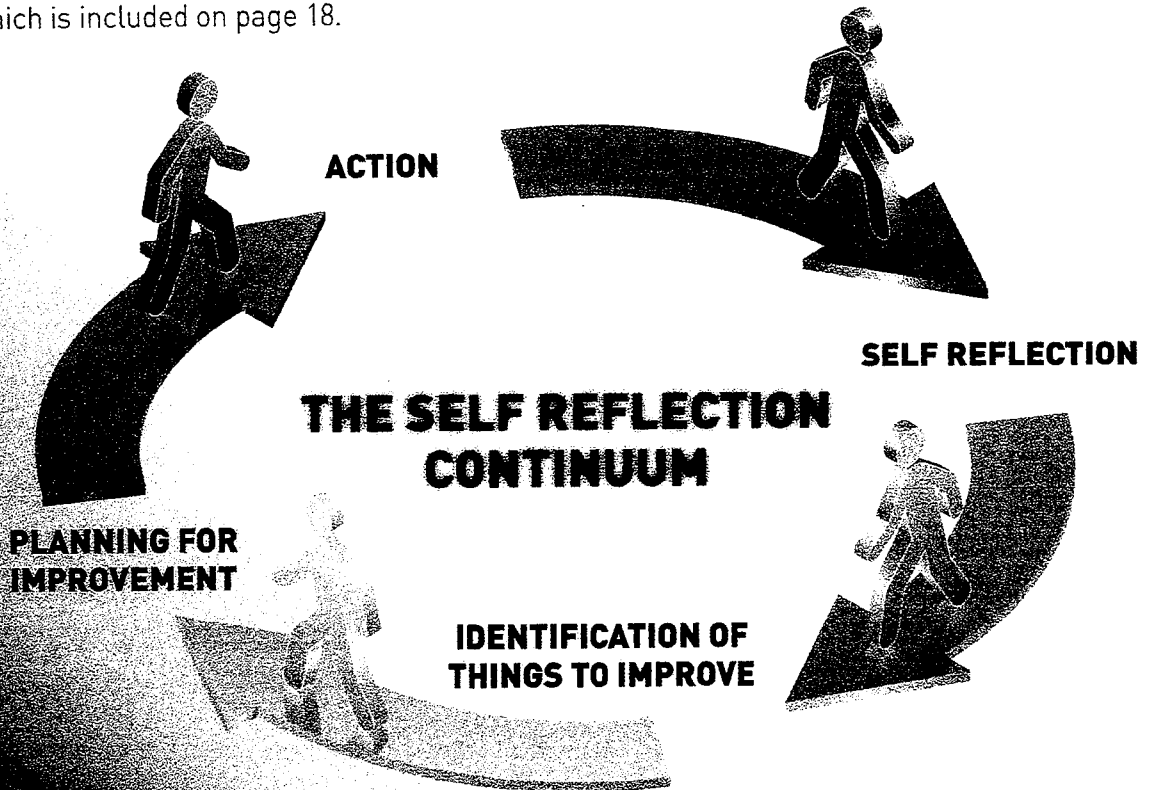 which is included on page 18.
ACTION
SELF REFLECTION
THE SELF REFLECTION
CONTINUUM
PLANNING FOR
IMPROVEMENT
IDENTIFICATION OF
THINGS TO IMPROVE